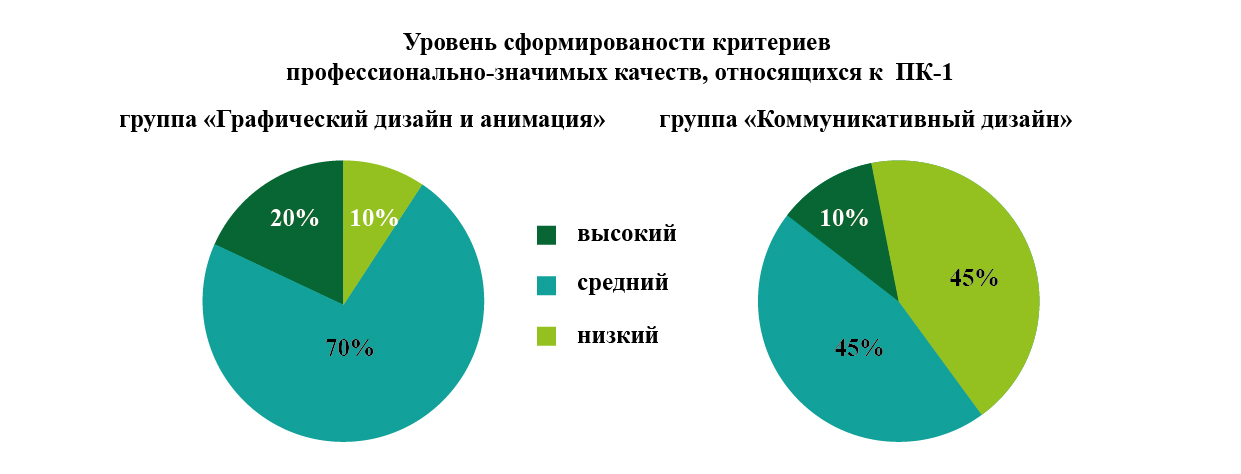 Уровень сформированости критериев
профессионально-значимых качеств, относящихся к ПК-1
группа «Графический дизайн и анимация»
группа «Коммуникативный дизайн»
20%
10%
70%
высокий
средний
низкий
10%
45%
45%